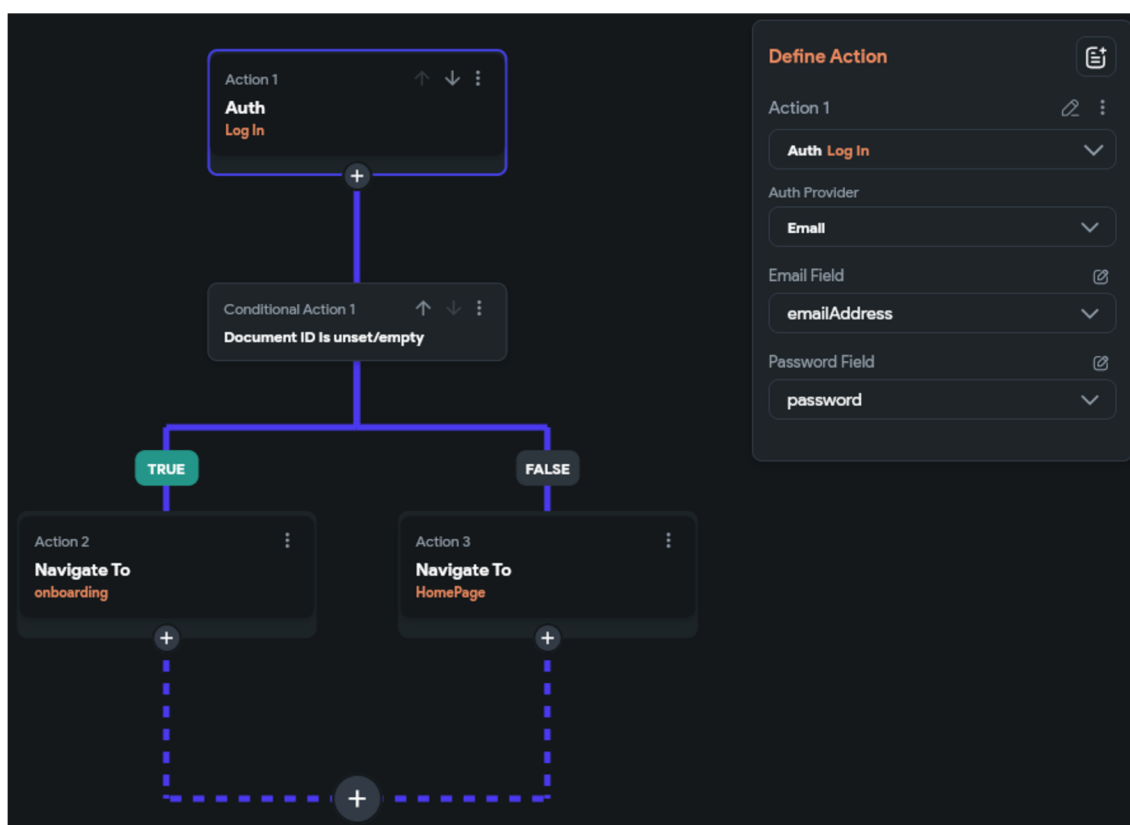 Action 1
Auth
Log In
Conditional Action 1
Document ID Is unset/empty
TRUE
FALSE
Action 2
Navigate To
onboarding
Action 3
Navigate To
HomePage
Define Action
Action 1
Auth Log In
Auth Provider
Email
Email Field
emailAddress
Password Field
password